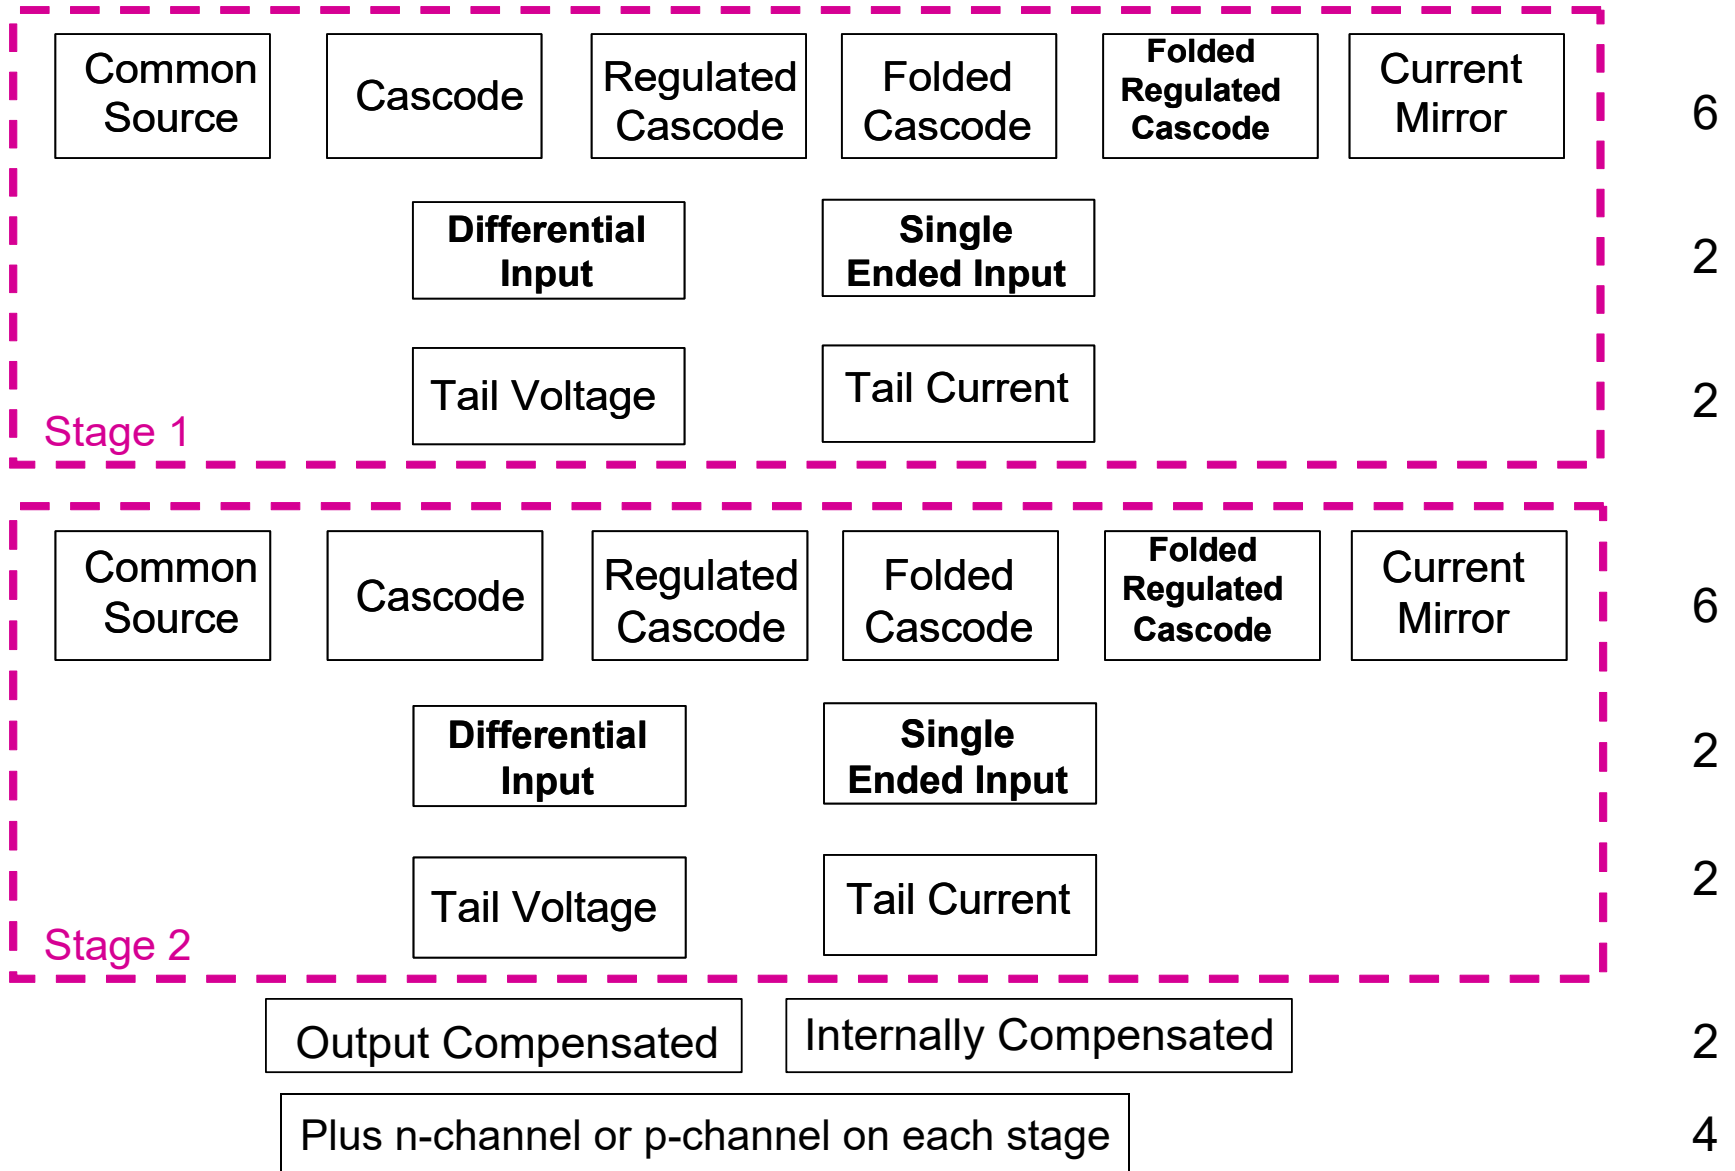 Common
Source
Cascode
Regulated
Cascode
Folded
Cascode
Folded
Regulated
Cascode
Current
Mirror
6
Differential
Input
Single
Ended Input
2
Tail Voltage
Tail Current
2
Stage 1
Common
Source
Cascode
Regulated
Cascode
Folded
Cascode
Folded
Regulated
Cascode
Current
Mirror
6
Differential
Input
Single
Ended Input
2
Tail Voltage
Tail Current
2
Stage 2
Output Compensated
Internally Compensated
2
Plus n-channel or p-channel on each stage
4